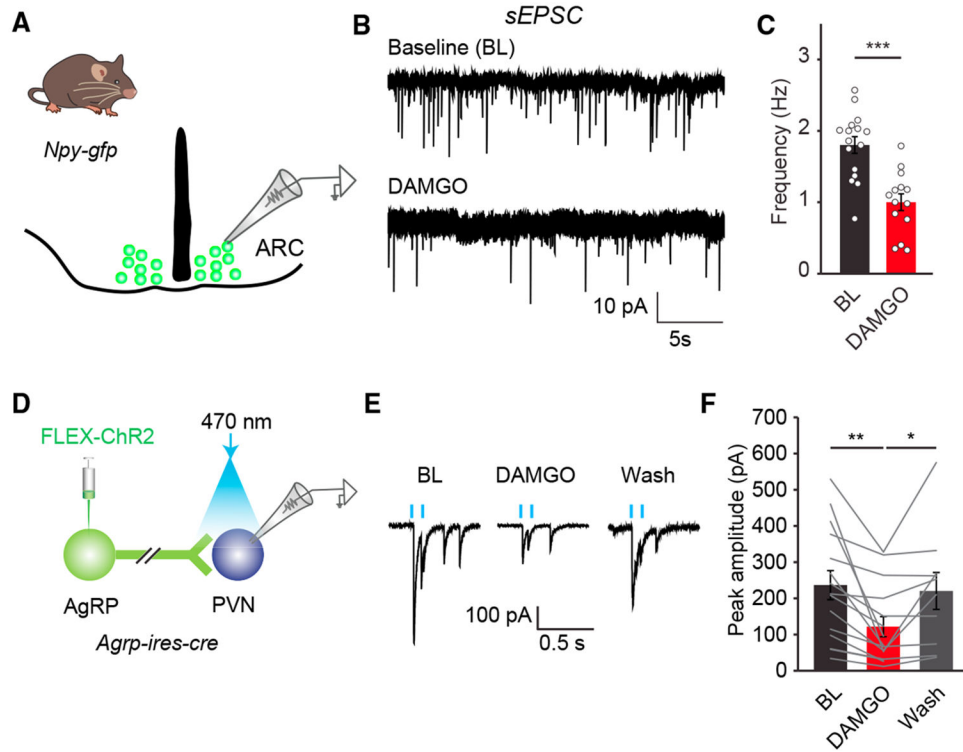 A
Npy-gfp
ARC
B
sEPSC
Baseline (BL)
DAMGO
10 pA
5s
C
***
Frequency (Hz)
3
2
1
0
BL
DAMGO
D
FLEX-ChR2
470 nm
AgRP
PVN
Agrp-ires-cre
E
BL DAMGO Wash
100 pA
0.5 s
F
** *
Peak amplitude (pA)
700
600
500
400
300
200
100
0
BL
DAMGO
Wash